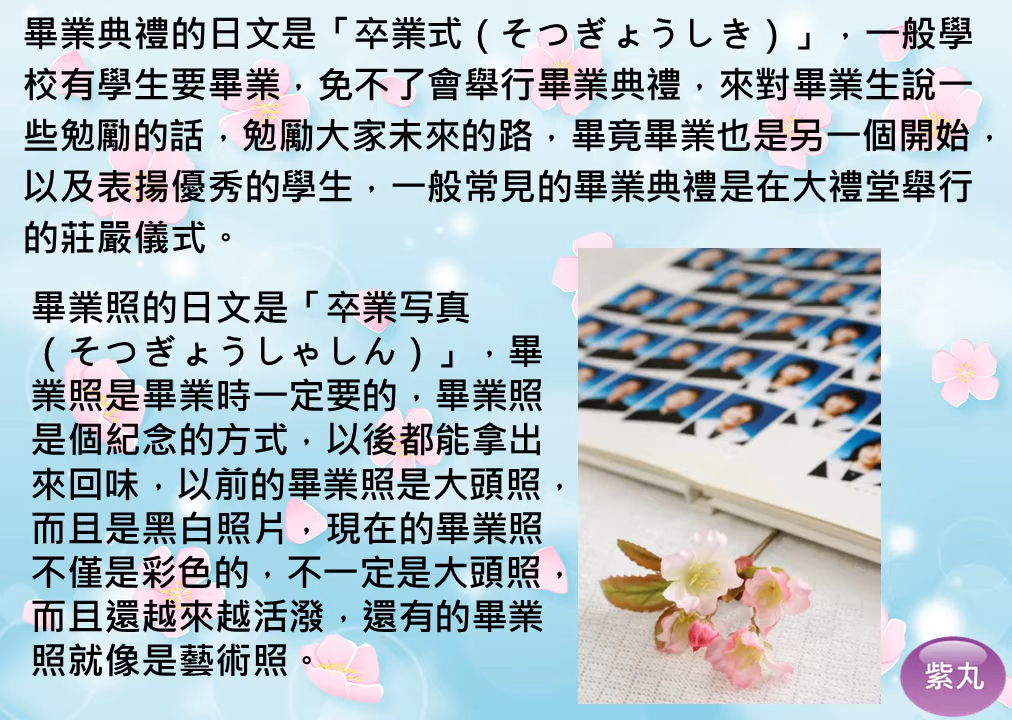 畢業典禮的日文是「卒業式（そつぎょうしき）」，一般學
校有學生要畢業，免不了會舉行畢業典禮，來對畢業生說一
些勉勵的話，勉勵大家未來的路，畢竟畢業也是另一個開始，
以及表揚優秀的學生，一般常見的畢業典禮是在大禮堂舉行
的莊嚴儀式。
畢業照的日文是「卒業写真
（そつぎょうしゃしん）」，畢
業照是畢業時一定要的，畢業照
是個紀念的方式，以後都能拿出
來回味，以前的畢業照是大頭照，
而且是黑白照片，現在的畢業照
不僅是彩色的，不一定是大頭照，
而且還越來越活潑，還有的畢業
照就像是藝術照。
紫丸